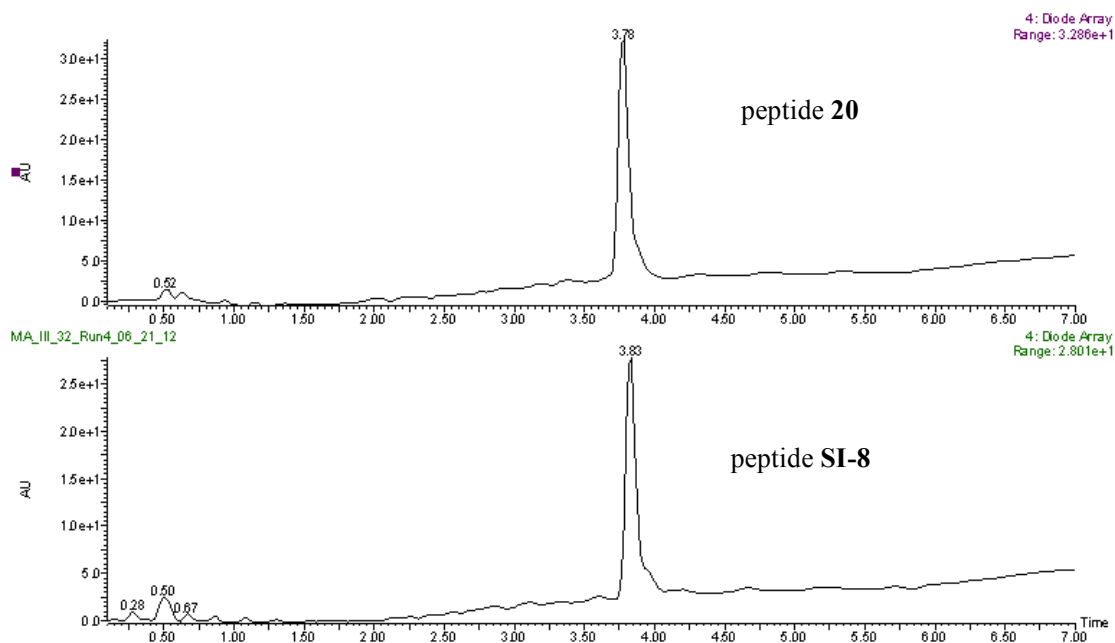 4: Diode Array
Range: 3.286e+1
3.78
3.0e+1
peptide 20
2.5e+1
2.0e+1
AU
1.5e+1
1.0e+1
5.0
0.52
0.0
0.50 1.00 1.50 2.00 2.50 3.00 3.50 4.00 4.50 5.00 5.50 6.00 6.50 7.00
MA_III_32_Run4_06_21_12
4: Diode Array
Range: 2.801e+1
3.83
2.5e+1
2.0e+1
peptide SI-8
AU
1.5e+1
1.0e+1
5.0
0.28 0.50 0.67
0.0
Time
0.50 1.00 1.50 2.00 2.50 3.00 3.50 4.00 4.50 5.00 5.50 6.00 6.50 7.00